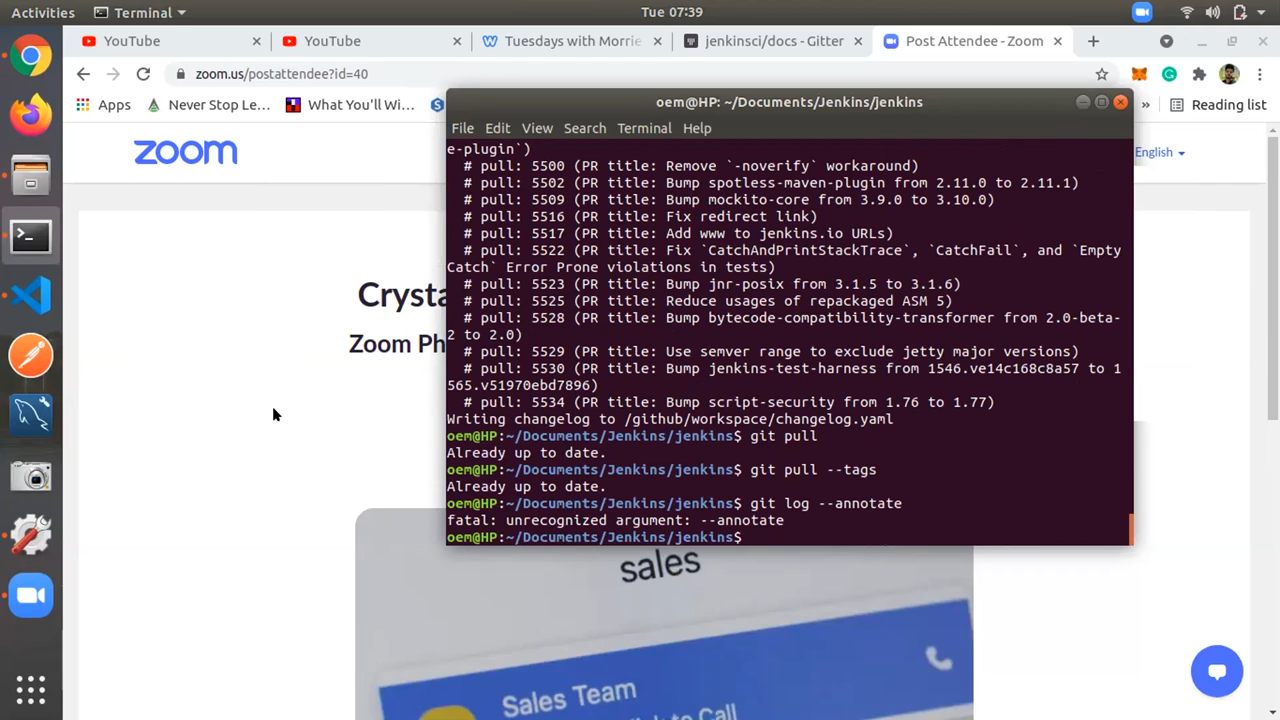 Activities Terminal Tue 07:39
YouTube YouTube Tuesdays with Morrie jenkinsci/docs - Gitter Post Attendee - Zoom
zoom.us/postattendee?id=40
Apps Never Stop Le... What You'll Wi... » Reading list
zoom
English
Crysta
Zoom Ph
oem@HP: ~/Documents/Jenkins/jenkins
File Edit View Search Terminal Help
e-plugin`)
# pull: 5500 (PR title: Remove `-noverify` workaround)
# pull: 5502 (PR title: Bump spotless-maven-plugin from 2.11.0 to 2.11.1)
# pull: 5509 (PR title: Bump mockito-core from 3.9.0 to 3.10.0)
# pull: 5516 (PR title: Fix redirect link)
# pull: 5517 (PR title: Add www to jenkins.io URLs)
# pull: 5522 (PR title: Fix `CatchAndPrintStackTrace`, `CatchFail`, and `Empty
Catch` Error Prone violations in tests)
# pull: 5523 (PR title: Bump jnr-posix from 3.1.5 to 3.1.6)
# pull: 5525 (PR title: Reduce usages of repackaged ASM 5)
# pull: 5528 (PR title: Bump bytecode-compatibility-transformer from 2.0-beta-
2 to 2.0)
# pull: 5529 (PR title: Use semver range to exclude jetty major versions)
# pull: 5530 (PR title: Bump jenkins-test-harness from 1546.ve14c168c8a57 to 1
565.v51970ebd7896)
# pull: 5534 (PR title: Bump script-security from 1.76 to 1.77)
Writing changelog to /github/workspace/changelog.yaml
oem@HP:~/Documents/Jenkins/jenkins$ git pull
Already up to date.
oem@HP:~/Documents/Jenkins/jenkins$ git pull --tags
Already up to date.
oem@HP:~/Documents/Jenkins/jenkins$ git log --annotate
fatal: unrecognized argument: --annotate
oem@HP:~/Documents/Jenkins/jenkins$
sales
Sales Team
Click to Call